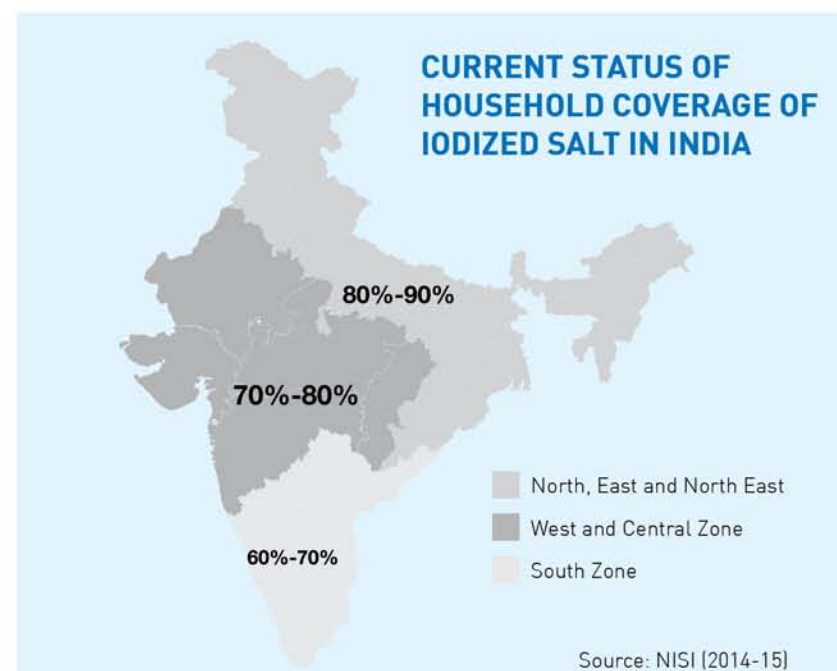 CURRENT STATUS OF
HOUSEHOLD COVERAGE OF
IODIZED SALT IN INDIA
80%-90%
70%-80%
60%-70%
North, East and North East
West and Central Zone
South Zone
Source: NISI (2014-15)